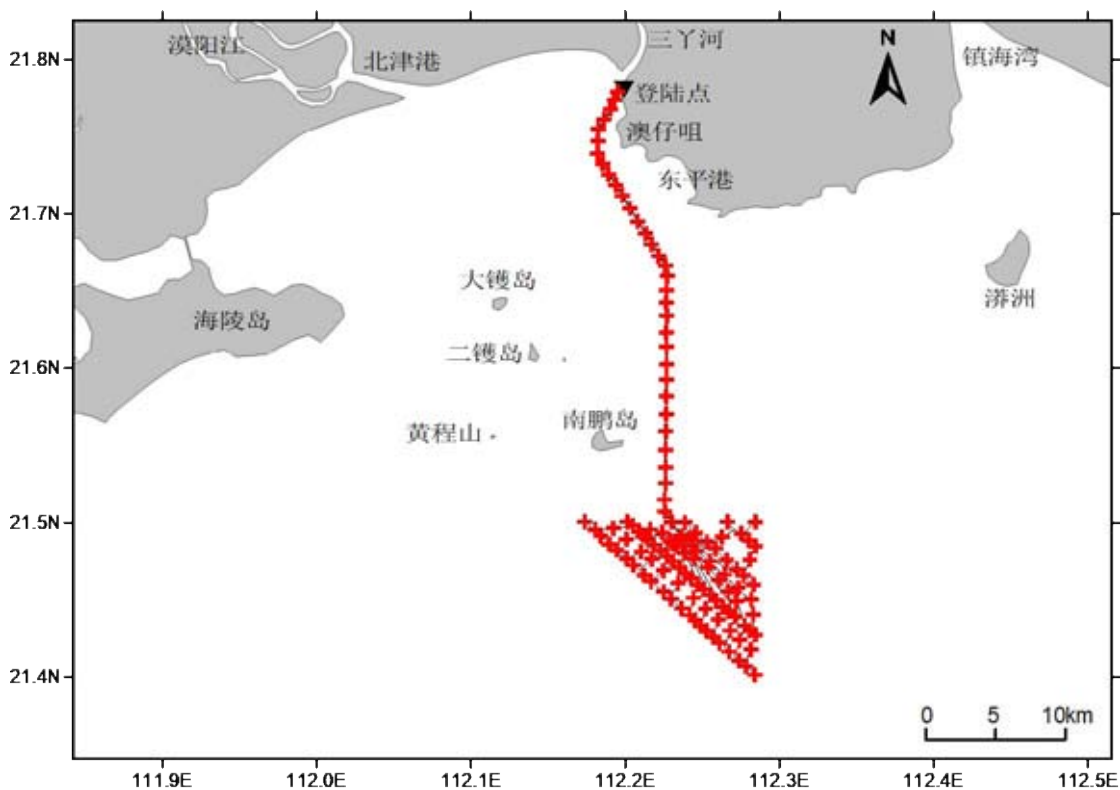 21.8N
21.7N
21.6N
21.5N
21.4N
漠阳江
北津港
三丫河
N
镇海湾
登陆点
澳仔咀
东平港
大镬岛
漭洲
海陵岛
二镬岛
南鹏岛
黄程山
0 5 10km
111.9E 112.0E 112.1E 112.2E 112.3E 112.4E 112.5E